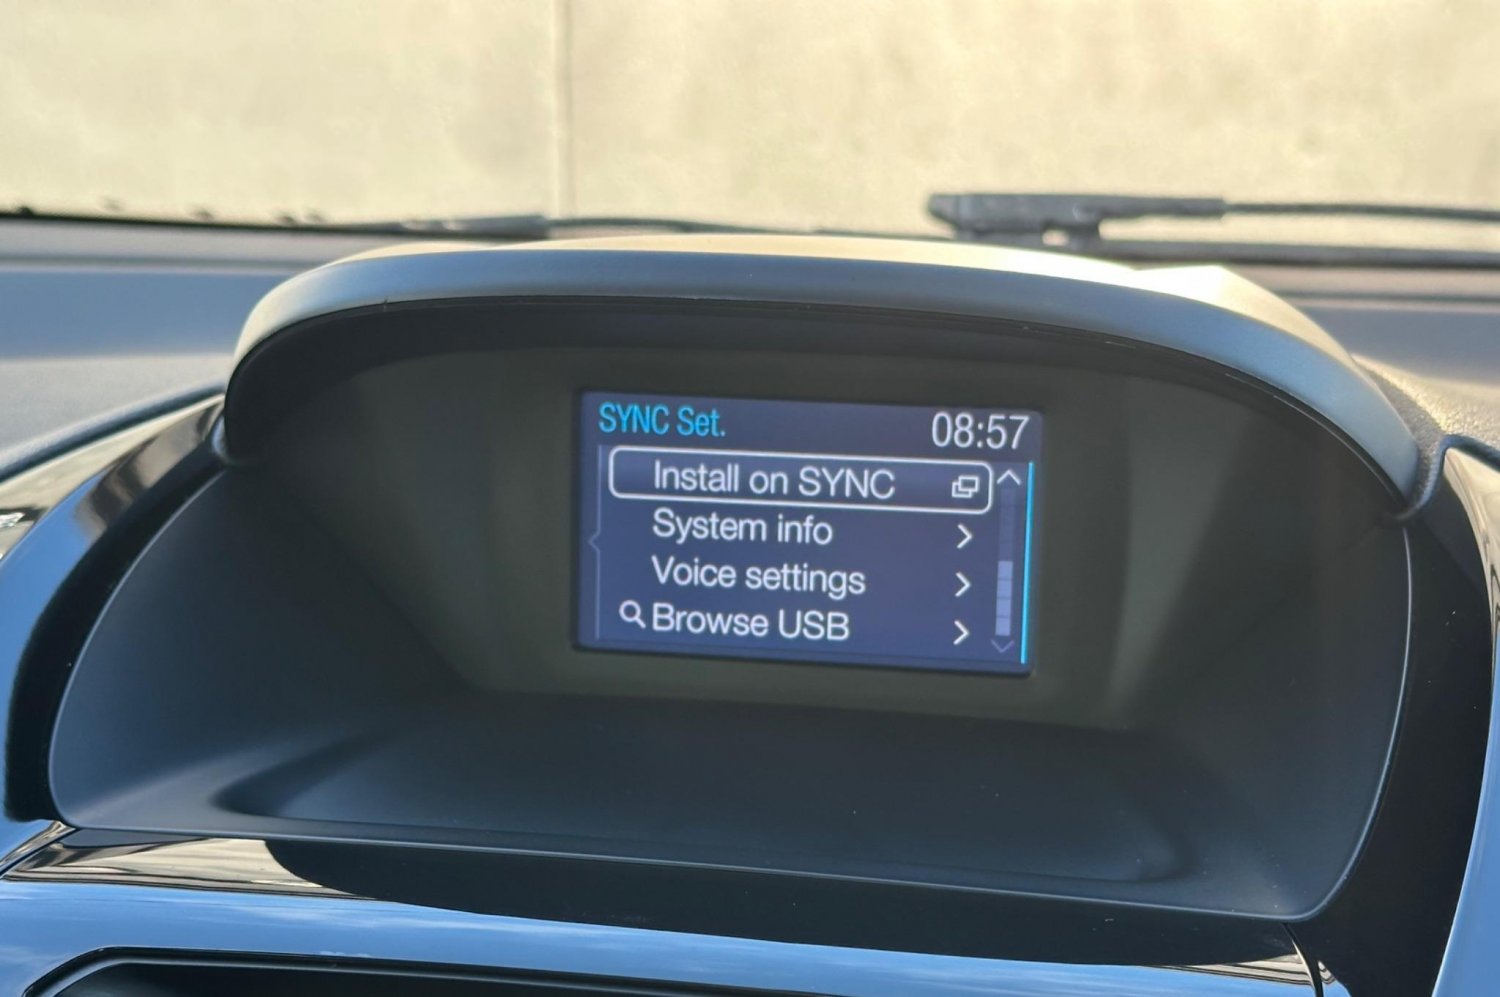 SYNC Set.
08:57
Install on SYNC
System info
Voice settings
Browse USB